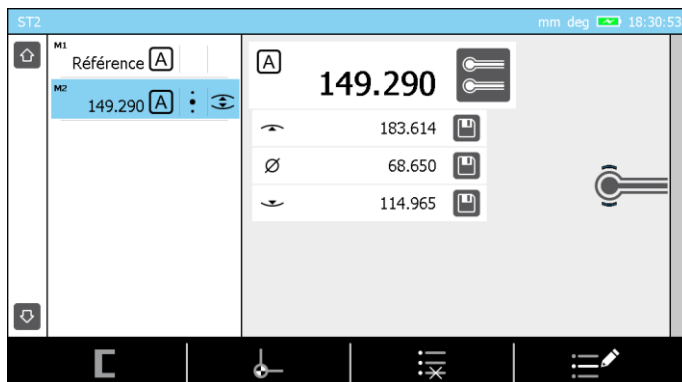 ST2
mm deg 18:30:53
M1
Référence A
M2
149.290 A
A
149.290
183.614
Ø 68.650
114.965